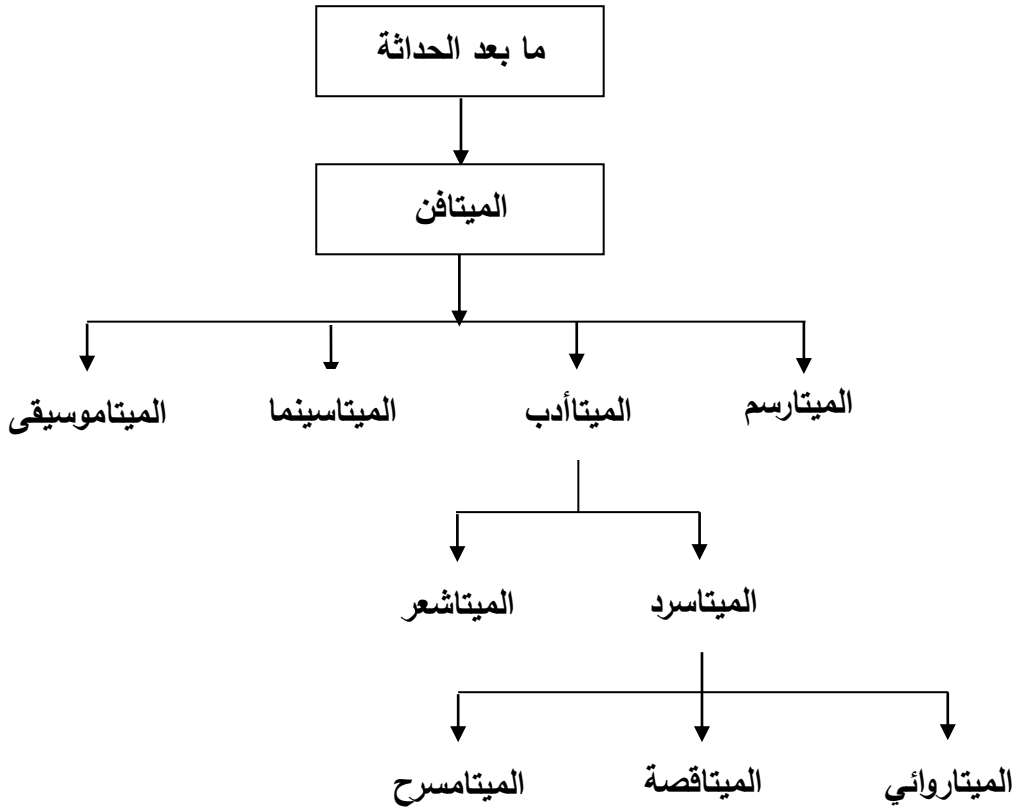 ما بعد الحداثة
الميتافن
الميتارسم الميتاأدب الميتاسينما الميتاموسيقى
الميتاسرد الميتاشعر
الميتاروائي الميتاقصة الميتامسرح